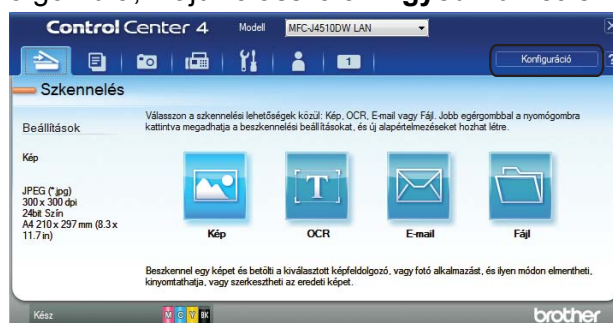 Control Center 4
Modell
MFC-J4510DW LAN
1
Konfiguráció
?
Szkennelés
Beállítások
Válasszon a szkennelési lehetőségek közül: Kép, OCR, E-mail vagy Fájl. Jobb egérgombbal a nyomógombra
kattintva megadhatja a beszkennelési beállításokat, és új alapértelmezéseket hozhat létre.
Kép
JPEG (*.jpg)
300 x 300 dpi
24bit Szín
A4 210 x 297 mm (8.3 x
11.7 in)
T
Kép
OCR
E-mail
Fájl
Beszkennel egy képet és betölti a kiválasztott képfeldolgozó, vagy fotó alkalmazást, és ilyen módon elmentheti,
kinyomtathatja, vagy szerkesztheti az eredeti képet.
Kész
M C Y BK
brother